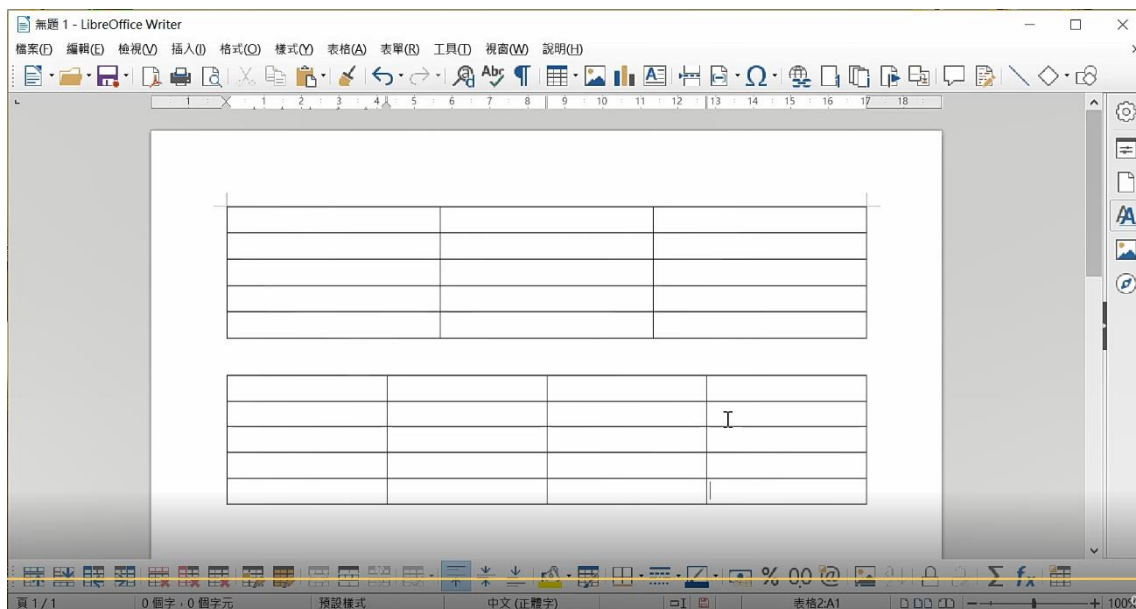 無題 1 - LibreOffice Writer
檔案(F) 編輯(E) 檢視(V) 插入(I) 格式(O) 樣式(Y) 表格(A) 表單(R) 工具(T) 視窗(W) 說明(H)
1 1 2 3 4 5 6 7 8 9 10 11 12 13 14 15 16 17 18
頁 1 / 1 0 個字，0 個字元 預設樣式 中文 (正體字) 表格2:A1 100%